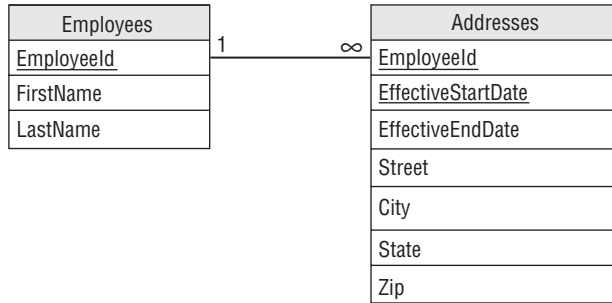 Employees
EmployeeId
FirstName
LastName
1
∞
Addresses
EmployeeId
EffectiveStartDate
EffectiveEndDate
Street
City
State
Zip